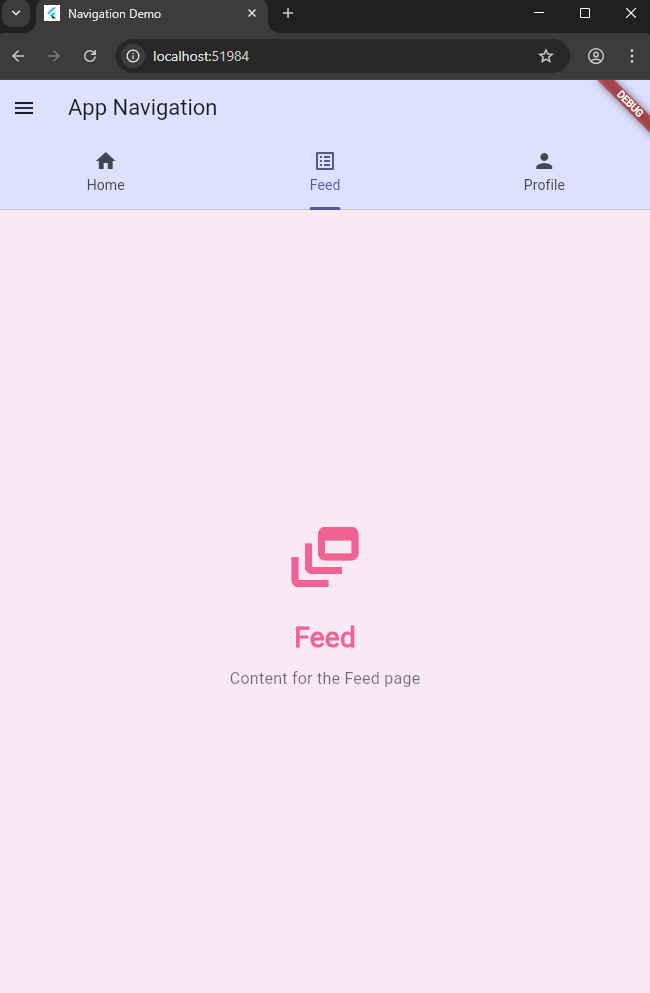 Navigation Demo
localhost:51984
App Navigation
DEBUG
Home
Feed
Profile
Feed
Content for the Feed page